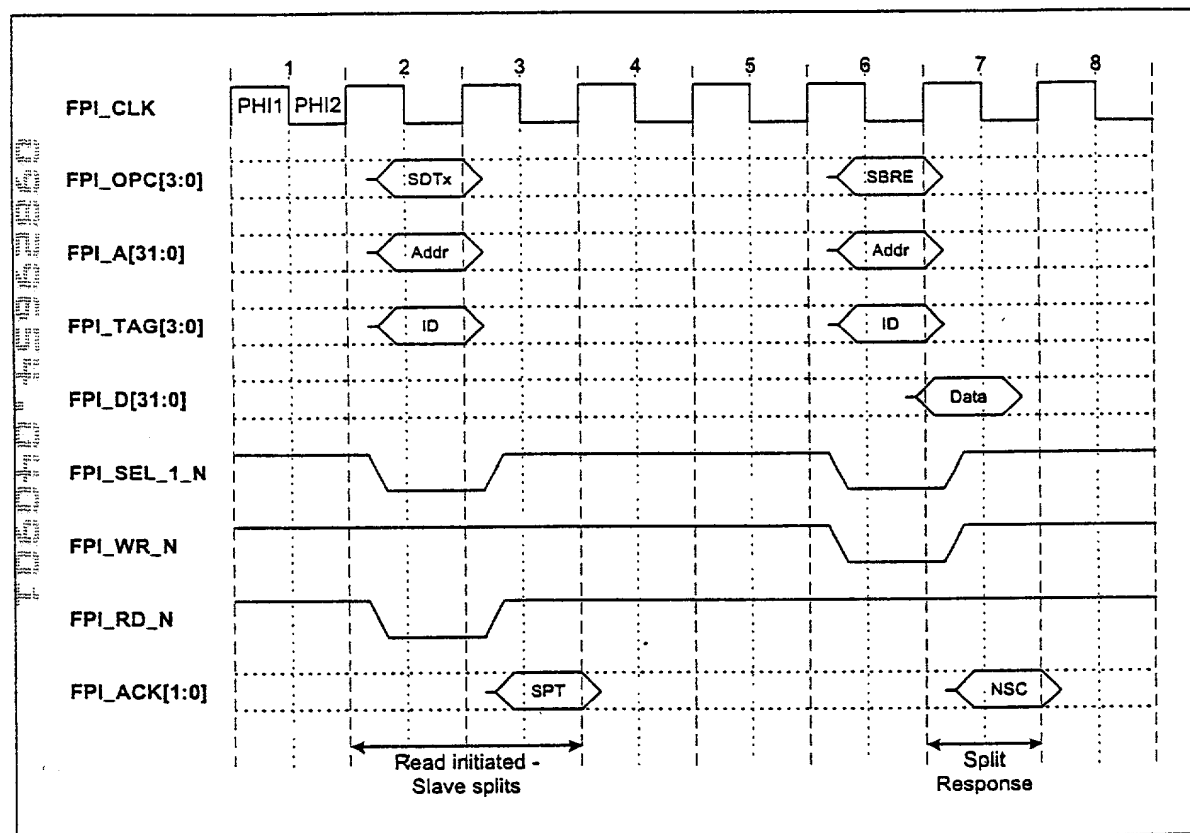 1 2 3 4 5 6 7 8
FPI_CLK PHI1 PHI2
FPI_OPC[3:0] SDTx SBRE
FPI_A[31:0] Addr Addr
FPI_TAG[3:0] ID ID
FPI_D[31:0] Data
FPI_SEL_1_N
FPI_WR_N
FPI_RD_N
FPI_ACK[1:0] SPT NSC
Read initiated - Split
Slave splits Response